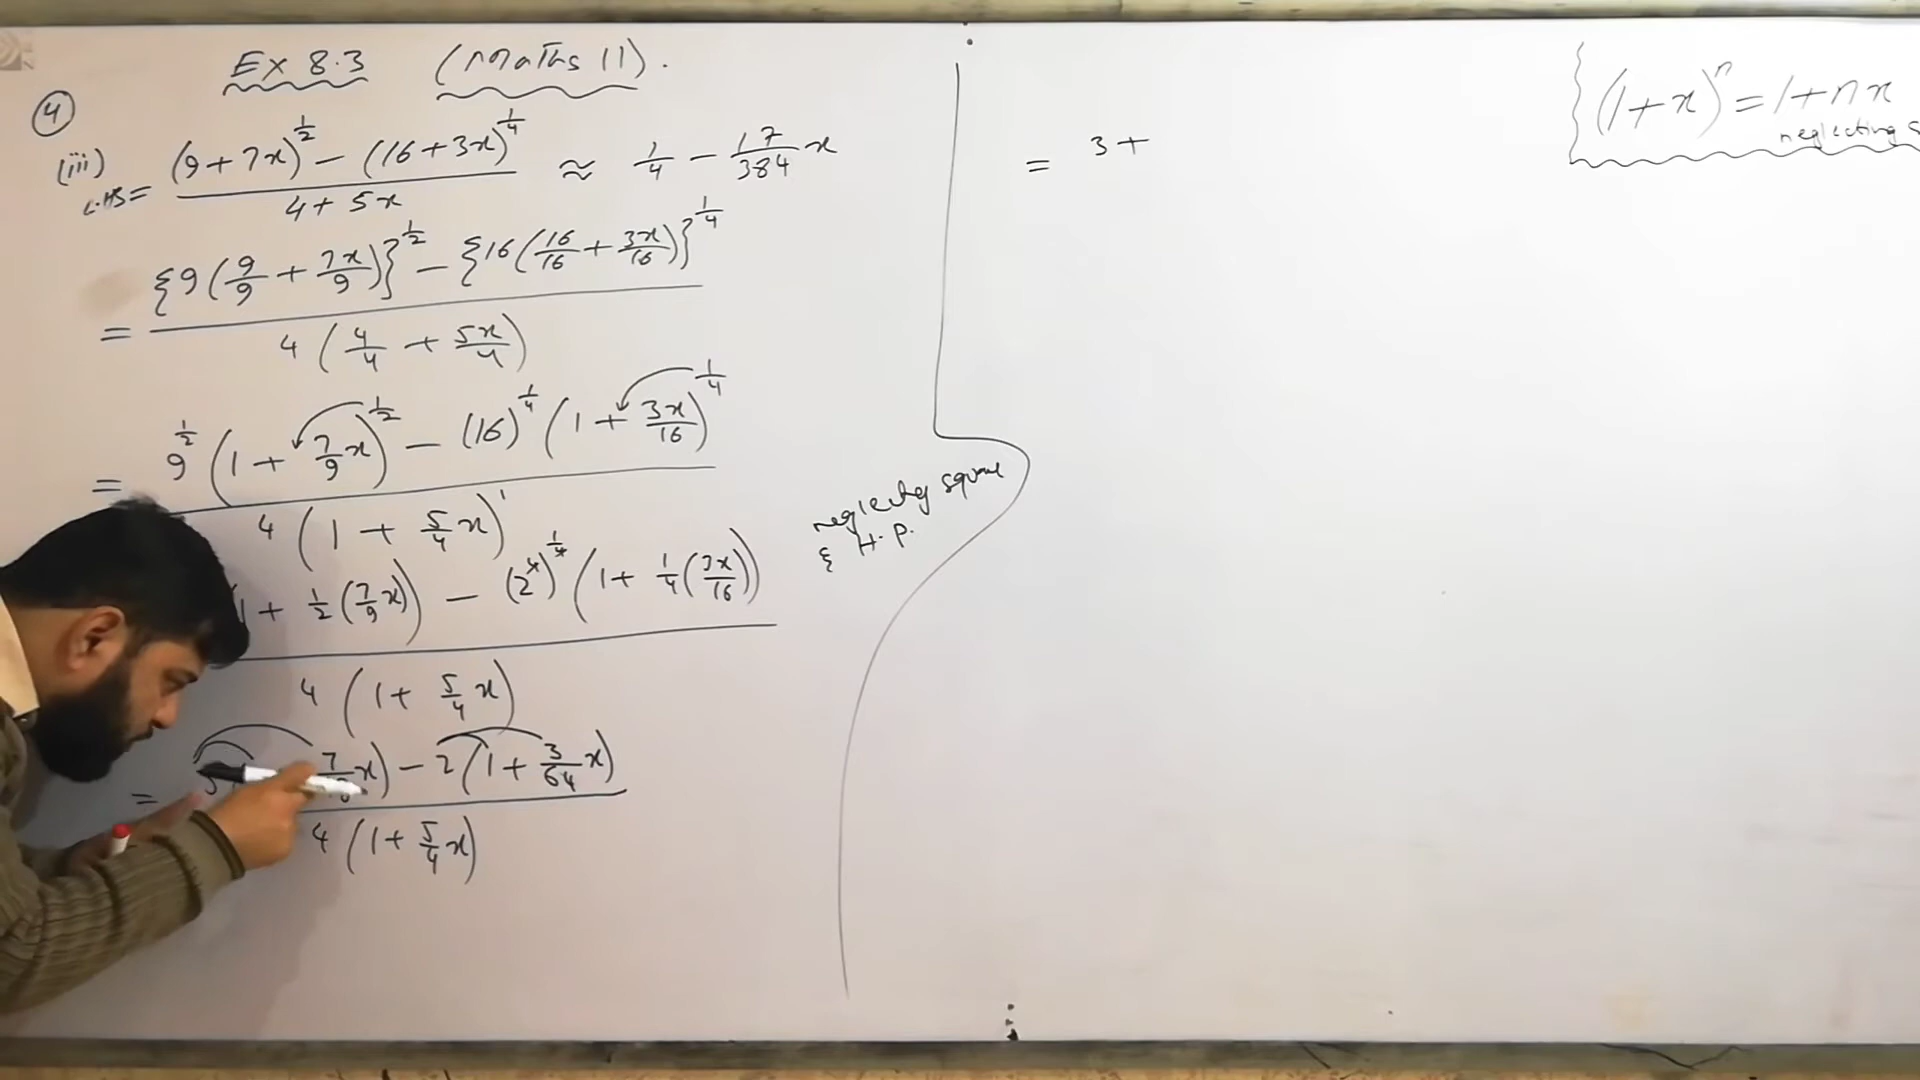 Ex 8.3 (Maths 11).
④
(iii) L.H.S = ((9+7x)^(1/2) − (16+3x)^(1/4)) / (4+5x) ≈ 1/4 − 17/384 x
= ({9(9/9 + 7x/9)}^(1/2) − {16(16/16 + 3x/16)}^(1/4)) / (4(4/4 + 5x/4))
= (9^(1/2) (1 + 7/9 x)^(1/2) − (16)^(1/4) (1 + 3x/16)^(1/4)) / (4(1 + 5/4 x)^1)
1 + 1/2 (7/9 x)) − (2^4)^(1/4) (1 + 1/4 (3x/16))
4 (1 + 5/4 x)
neglecting square
& H.P.
= 7 x) − 2(1 + 3/64 x)
4 (1 + 5/4 x)
= 3+
(1+x)^n = 1+nx
neglecting s